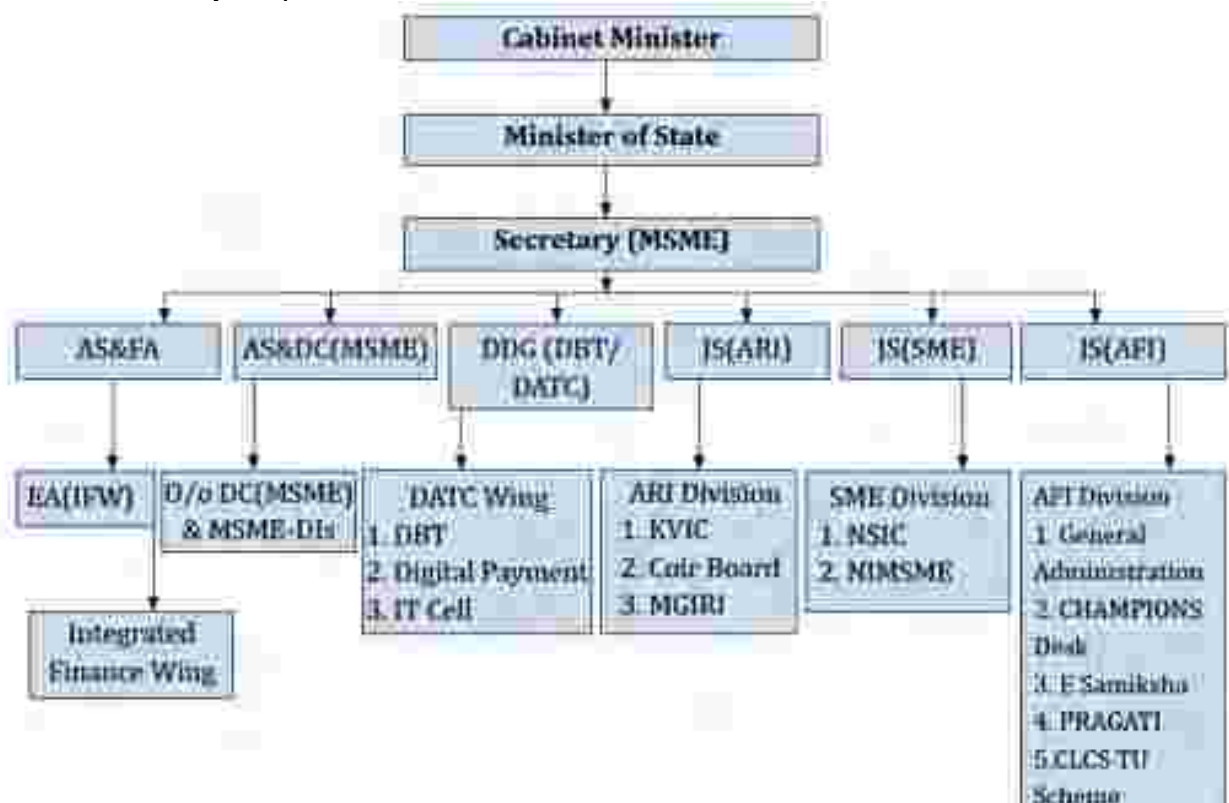 Cabinet Minister
Minister of State
Secretary (MSME)
AS&FA
AS&DC(MSME)
DDG (DBT/
DATC)
JS(ARI)
JS(SME)
JS(AFI)
EA(IFW)
O/o DC(MSME)
& MSME-DIs
DATC Wing
1. DBT
2. Digital Payment
3. IT Cell
ARI Division
1. KVIC
2. Coir Board
3. MGIRI
SME Division
1. NSIC
2. NIMSME
AFI Division
1. General
Administration
2. CHAMPIONS
Desk
3. E Samiksha
4. PRAGATI
5.CLCS-TU
Scheme
Integrated
Finance Wing